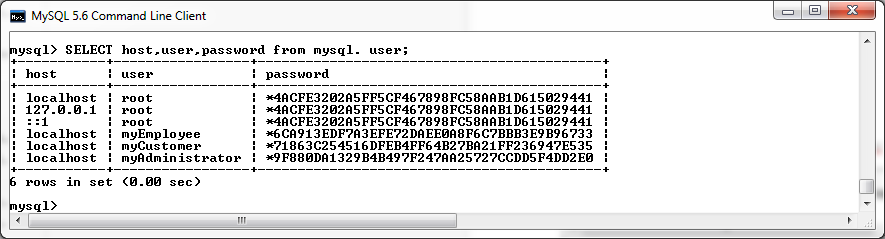 MySQL 5.6 Command Line Client
mysql> SELECT host,user,password from mysql. user;
+-----------+-----------------+-------------------------------------------+
| host      | user            | password                                  |
+-----------+-----------------+-------------------------------------------+
| localhost | root            | *4ACFE3202A5FF5CF467898FC58AAB1D615029441 |
| 127.0.0.1 | root            | *4ACFE3202A5FF5CF467898FC58AAB1D615029441 |
| ::1       | root            | *4ACFE3202A5FF5CF467898FC58AAB1D615029441 |
| localhost | myEmployee      | *6CA913EDF7A3EFE72DAEE0A8F6C7BBB3E9B96733 |
| localhost | myCustomer      | *71863C254516DFEB4FF64B27BA21FF236947E535 |
| localhost | myAdministrator | *9F880DA1329B4B497F247AA25727CCDD5F4DD2E0 |
+-----------+-----------------+-------------------------------------------+
6 rows in set (0.00 sec)
mysql>